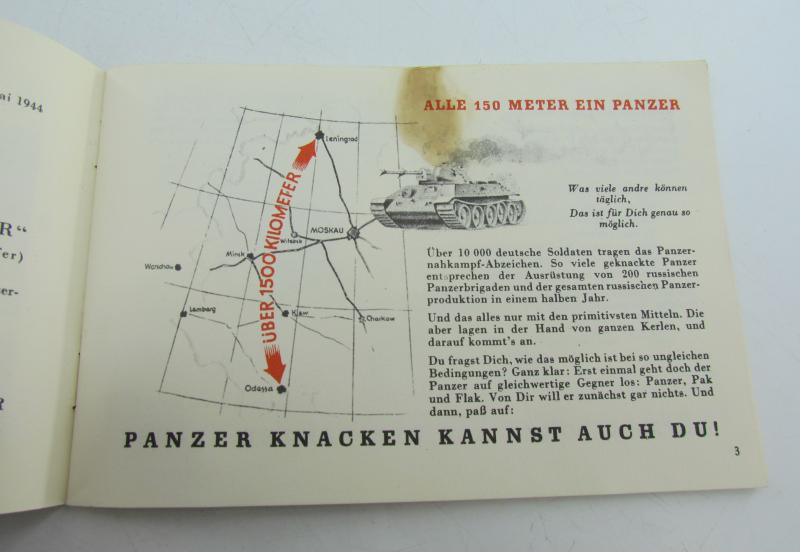 ai 1944
R“
fer)
er-
R
ALLE 150 METER EIN PANZER
Leningrad
ÜBER 1500 KILOMETER
MOSKAU
Witebsk
Minsk
Warschau
Lemberg
Kiew
Charkow
Odessa
Was viele andre können
täglich,
Das ist für Dich genau so
möglich.
Über 10 000 deutsche Soldaten tragen das Panzer-
nahkampf-Abzeichen. So viele geknackte Panzer
entsprechen der Ausrüstung von 200 russischen
Panzerbrigaden und der gesamten russischen Panzer-
produktion in einem halben Jahr.
Und das alles nur mit den primitivsten Mitteln. Die
aber lagen in der Hand von ganzen Kerlen, und
darauf kommt's an.
Du fragst Dich, wie das möglich ist bei so ungleichen
Bedingungen? Ganz klar: Erst einmal geht doch der
Panzer auf gleichwertige Gegner los: Panzer, Pak
und Flak. Von Dir will er zunächst gar nichts. Und
dann, paß auf:
PANZER KNACKEN KANNST AUCH DU!
3